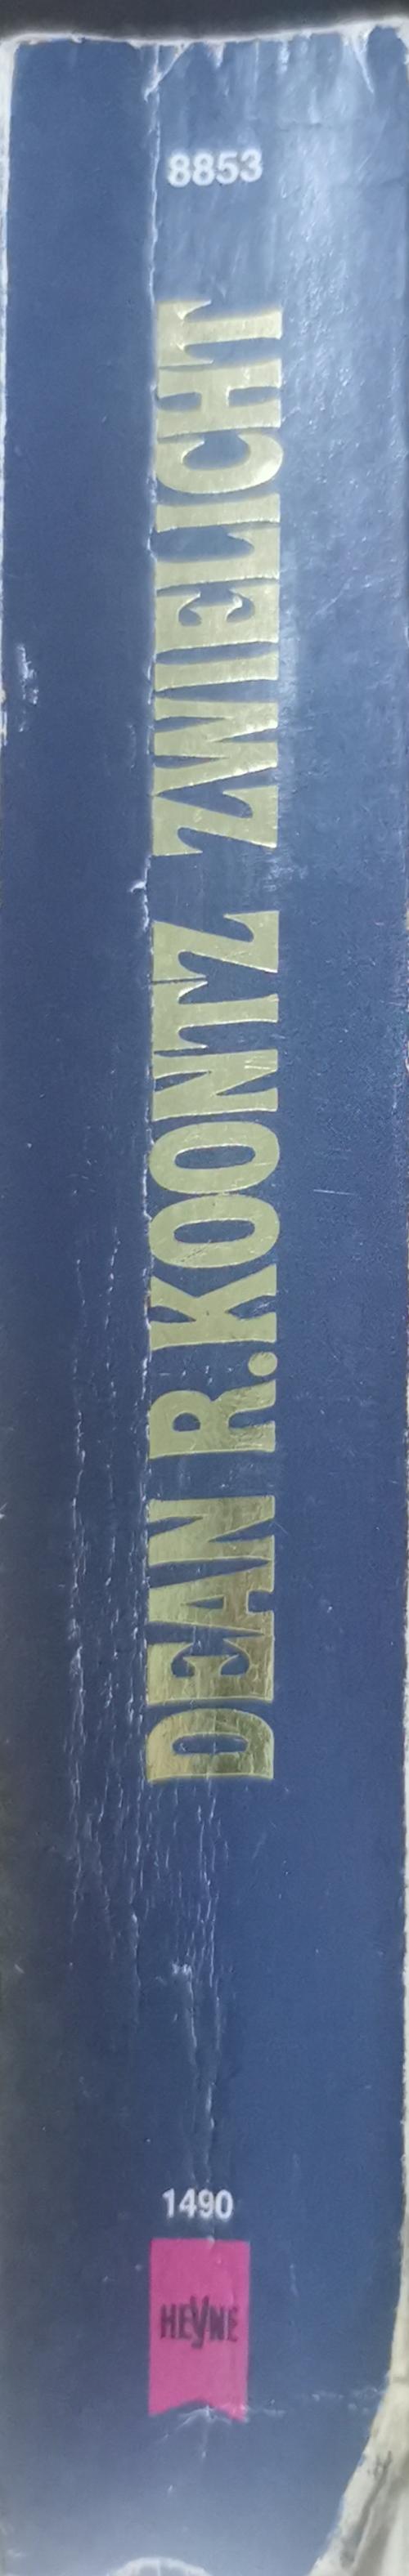 8853
DEAN R. KOONTZ ZWIELICHT
1490
HEYNE